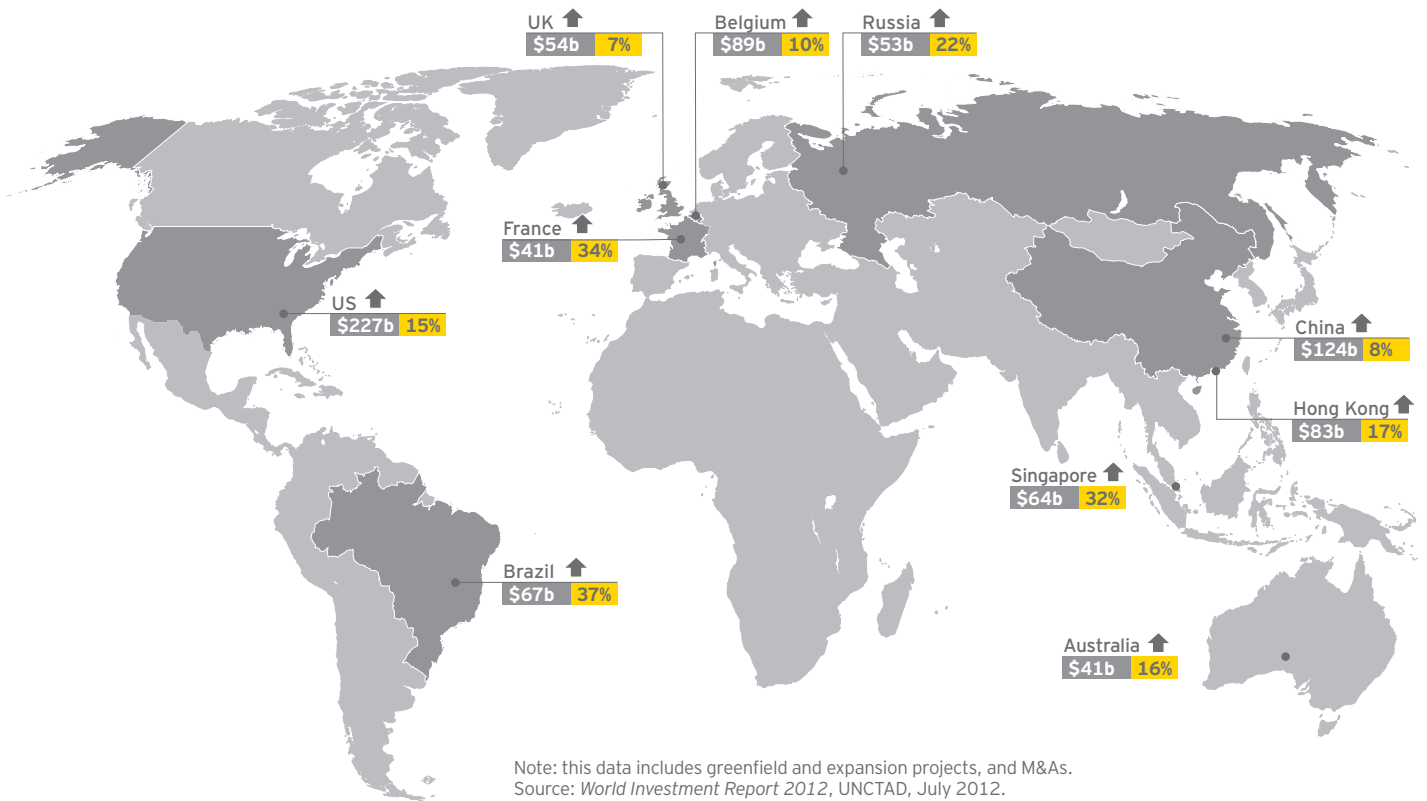 UK
$54b 7%
Belgium
$89b 10%
Russia
$53b 22%
France
$41b 34%
US
$227b 15%
China
$124b 8%
Hong Kong
$83b 17%
Singapore
$64b 32%
Brazil
$67b 37%
Australia
$41b 16%
Note: this data includes greenfield and expansion projects, and M&As.
Source: World Investment Report 2012, UNCTAD, July 2012.